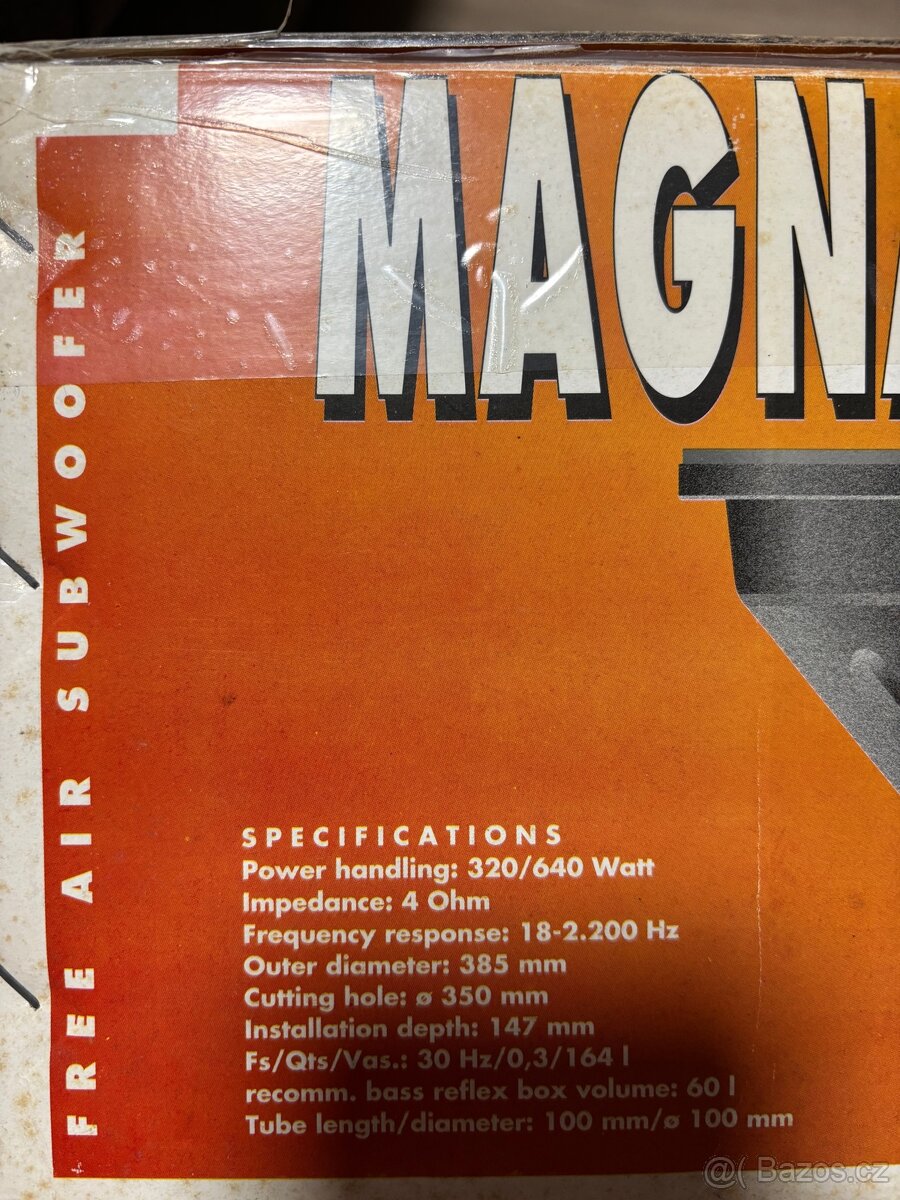 MAGNA
FREE AIR SUBWOOFER
SPECIFICATIONS
Power handling: 320/640 Watt
Impedance: 4 Ohm
Frequency response: 18-2.200 Hz
Outer diameter: 385 mm
Cutting hole: ø 350 mm
Installation depth: 147 mm
Fs/Qts/Vas.: 30 Hz/0,3/164 l
recomm. bass reflex box volume: 60 l
Tube length/diameter: 100 mm/ø 100 mm
@( Bazos.cz